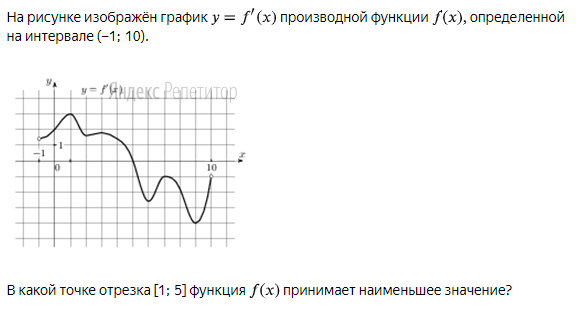 На рисунке изображён график y = f′(x) производной функции f(x), определенной
на интервале (–1; 10).
y
y = f′(x)
Яндекс Репетитор
1
–1
0
10
x
В какой точке отрезка [1; 5] функция f(x) принимает наименьшее значение?